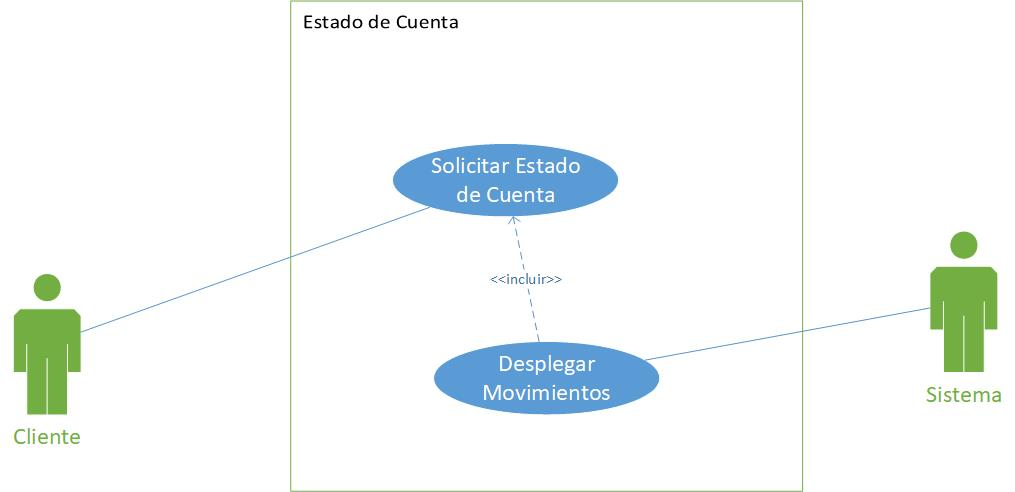 Estado de Cuenta
Solicitar Estado
de Cuenta
<<incluir>>
Desplegar
Movimientos
Cliente
Sistema